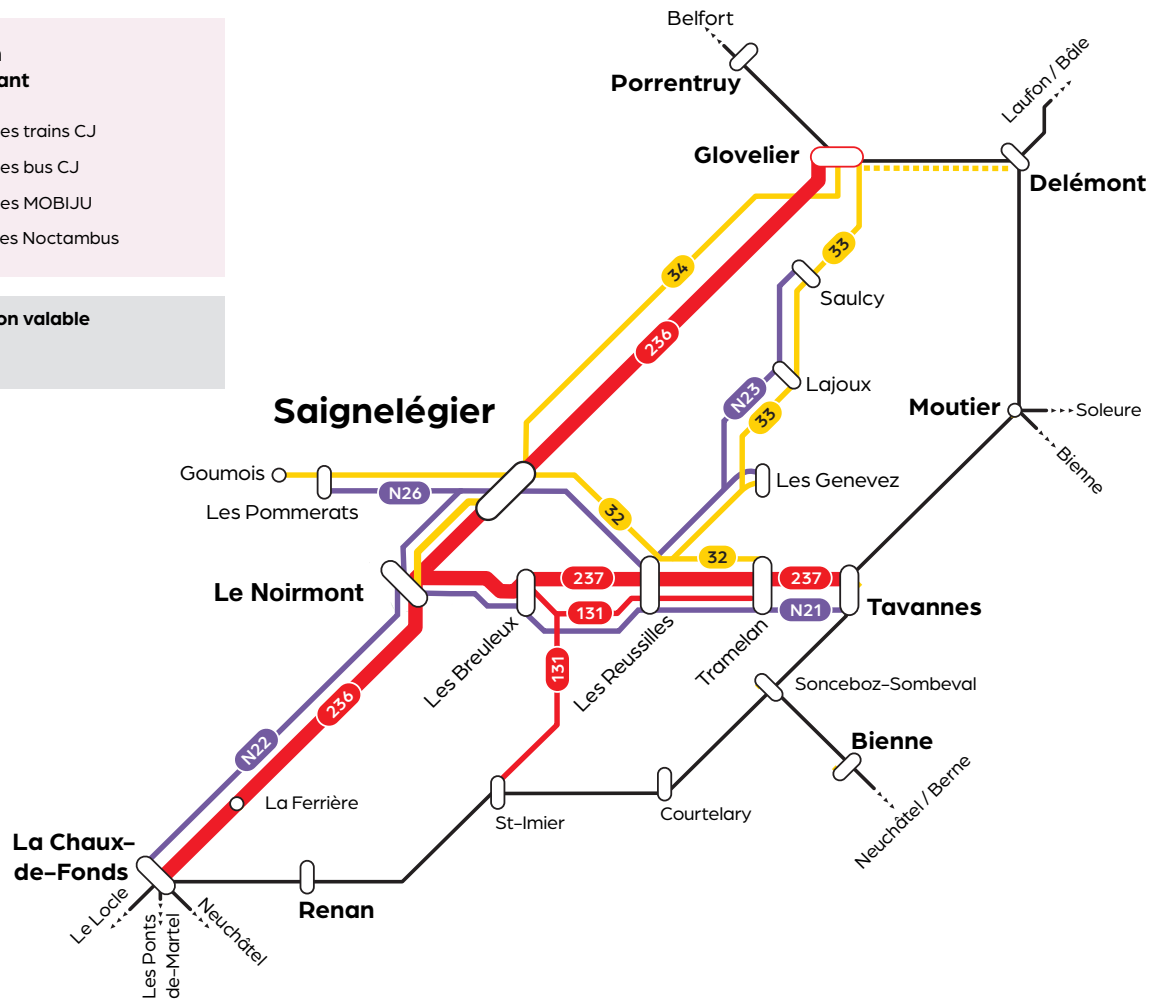 ant
es trains CJ
es bus CJ
es MOBIJU
es Noctambus
on valable
Belfort
Porrentruy
Laufon / Bâle
Glovelier
Delémont
33
34
Saulcy
236
Lajoux
N23
33
Saignelégier
Moutier
Soleure
Bienne
Goumois
N26
Les Genevez
Les Pommerats
32
32
Le Noirmont
237
237
131
N21
Tavannes
Les Breuleux
Les Reussilles
Tramelan
131
Sonceboz-Sombeval
236
N22
Bienne
Neuchâtel / Berne
La Ferrière
St-Imier
Courtelary
La Chaux-
de-Fonds
Renan
Le Locle
Les Ponts
de-Martel
Neuchâtel